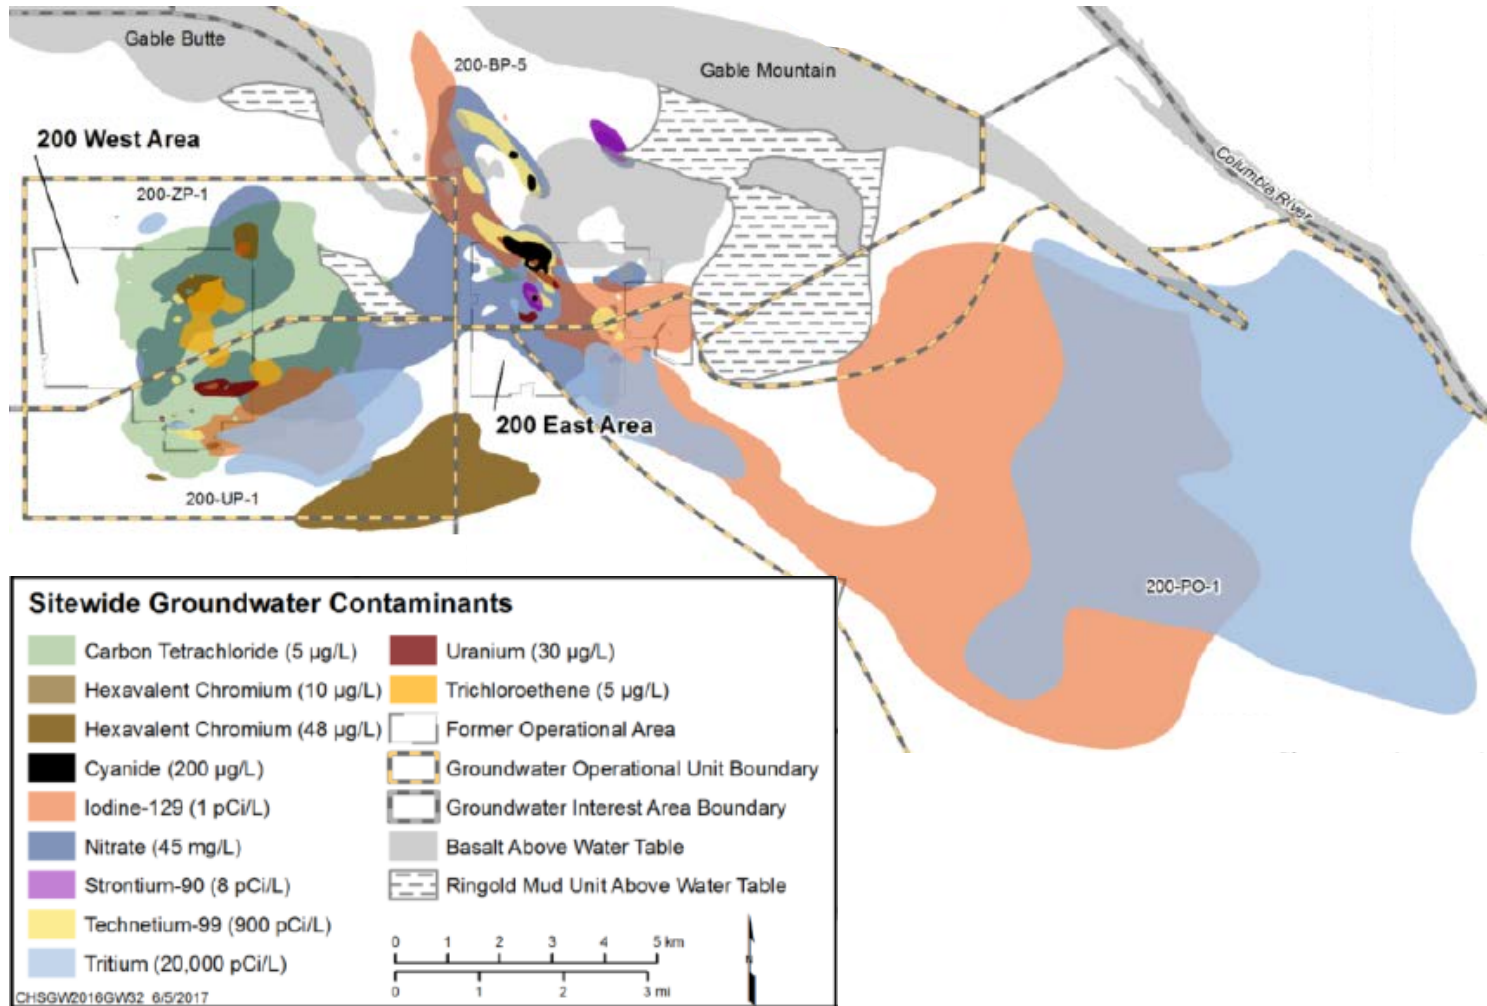 Gable Butte
200-BP-5
Gable Mountain
200 West Area
200-ZP-1
Columbia River
200 East Area
200-UP-1
200-PO-1
Sitewide Groundwater Contaminants
Carbon Tetrachloride (5 µg/L)
Hexavalent Chromium (10 µg/L)
Hexavalent Chromium (48 µg/L)
Cyanide (200 µg/L)
Iodine-129 (1 pCi/L)
Nitrate (45 mg/L)
Strontium-90 (8 pCi/L)
Technetium-99 (900 pCi/L)
Tritium (20,000 pCi/L)
Uranium (30 µg/L)
Trichloroethene (5 µg/L)
Former Operational Area
Groundwater Operational Unit Boundary
Groundwater Interest Area Boundary
Basalt Above Water Table
Ringold Mud Unit Above Water Table
0 1 2 3 4 5 km
0 1 2 3 mi
N
CHSGW2016GW32 6/5/2017